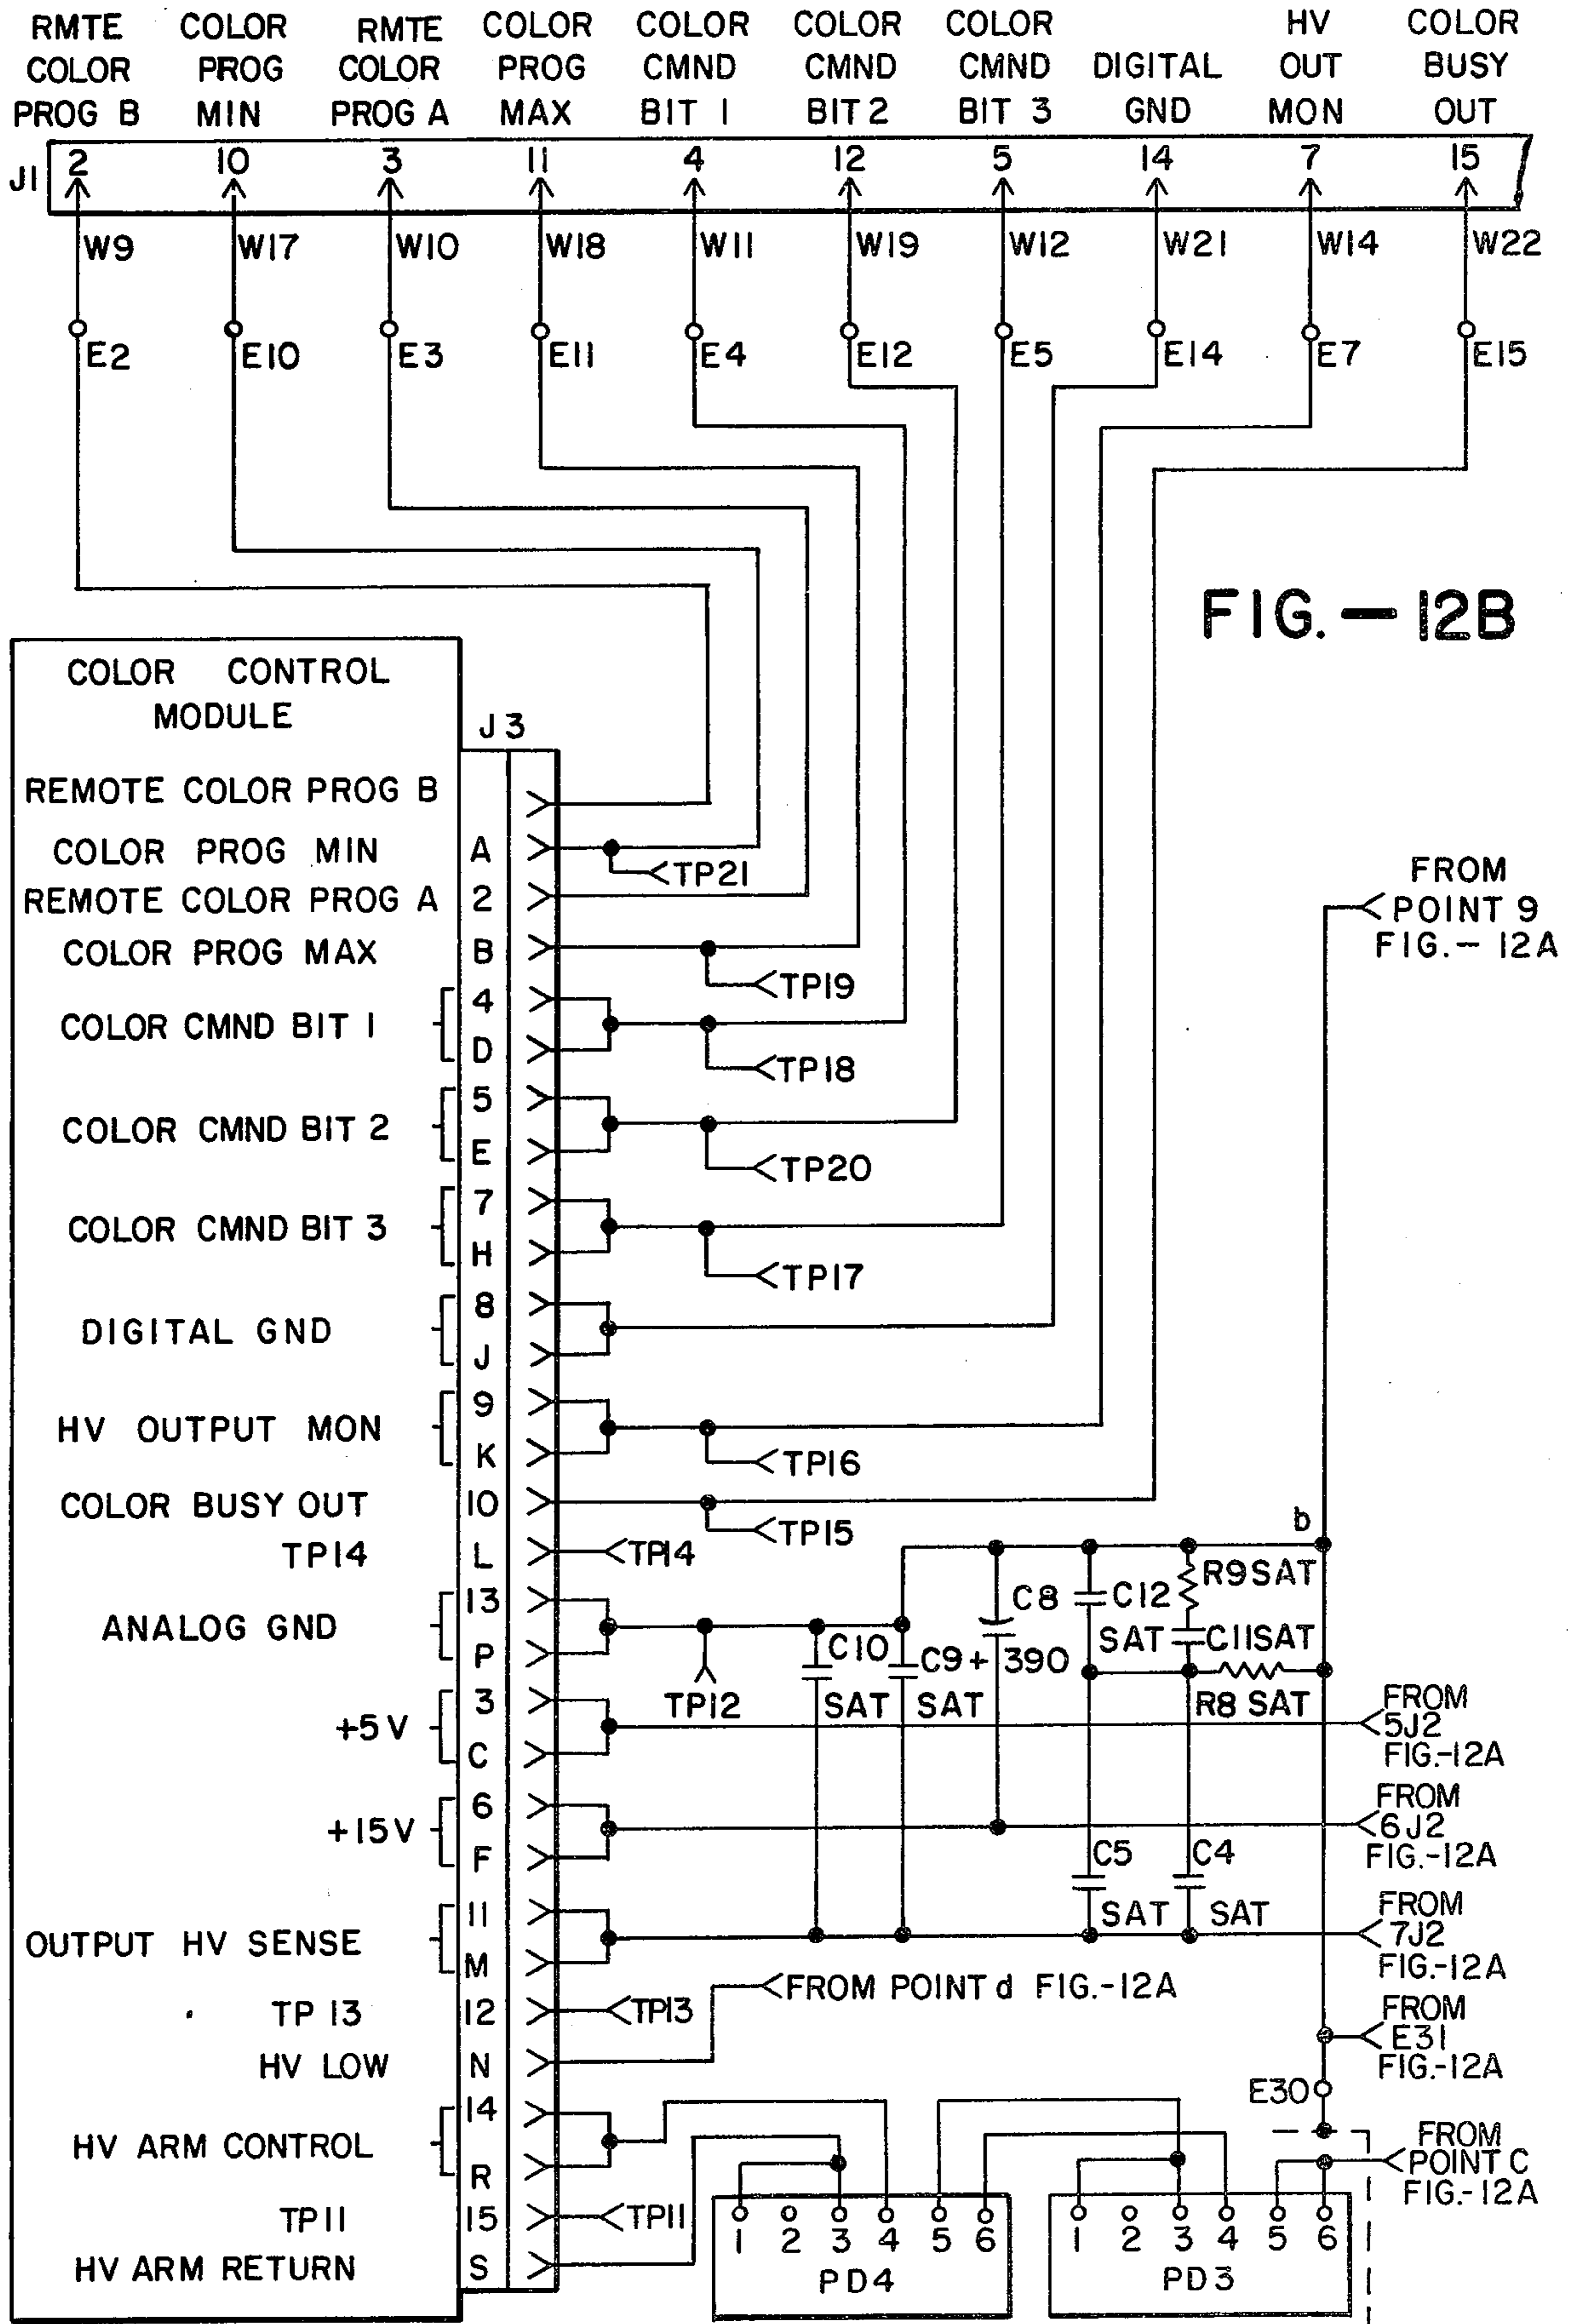 RMTE COLOR RMTE COLOR COLOR COLOR COLOR HV COLOR
COLOR PROG COLOR PROG CMND CMND CMND DIGITAL OUT BUSY
PROG B MIN PROG A MAX BIT 1 BIT 2 BIT 3 GND MON OUT
J1 2 10 3 11 4 12 5 14 7 15
W9 W17 W10 W18 W11 W19 W12 W21 W14 W22
E2 E10 E3 E11 E4 E12 E5 E14 E7 E15
FIG.-12B
COLOR CONTROL
MODULE
J3
REMOTE COLOR PROG B
COLOR PROG MIN A
TP21
REMOTE COLOR PROG A 2
FROM
POINT 9
FIG.-12A
COLOR PROG MAX B
TP19
4
COLOR CMND BIT 1
D
TP18
5
COLOR CMND BIT 2
E
TP20
7
COLOR CMND BIT 3
H
TP17
8
DIGITAL GND
J
9
HV OUTPUT MON
K
TP16
COLOR BUSY OUT 10
TP15
b
TP14 L TP14
R9 SAT
C8 C12
13
ANALOG GND
P
SAT C11 SAT
C10 C9 + 390
TP12 SAT SAT R8 SAT
3
+5V
C
FROM
5J2
FIG.-12A
6
+15V
F
FROM
6J2
FIG.-12A
C5 C4
SAT SAT
11
OUTPUT HV SENSE
M
FROM
7J2
FIG.-12A
FROM POINT d FIG.-12A
TP 13 12 TP13
FROM
E31
FIG.-12A
HV LOW N
E30
14
HV ARM CONTROL
R
FROM
POINT C
FIG.-12A
TP11 15 TP11
HV ARM RETURN S
1 2 3 4 5 6
PD4
1 2 3 4 5 6
PD3